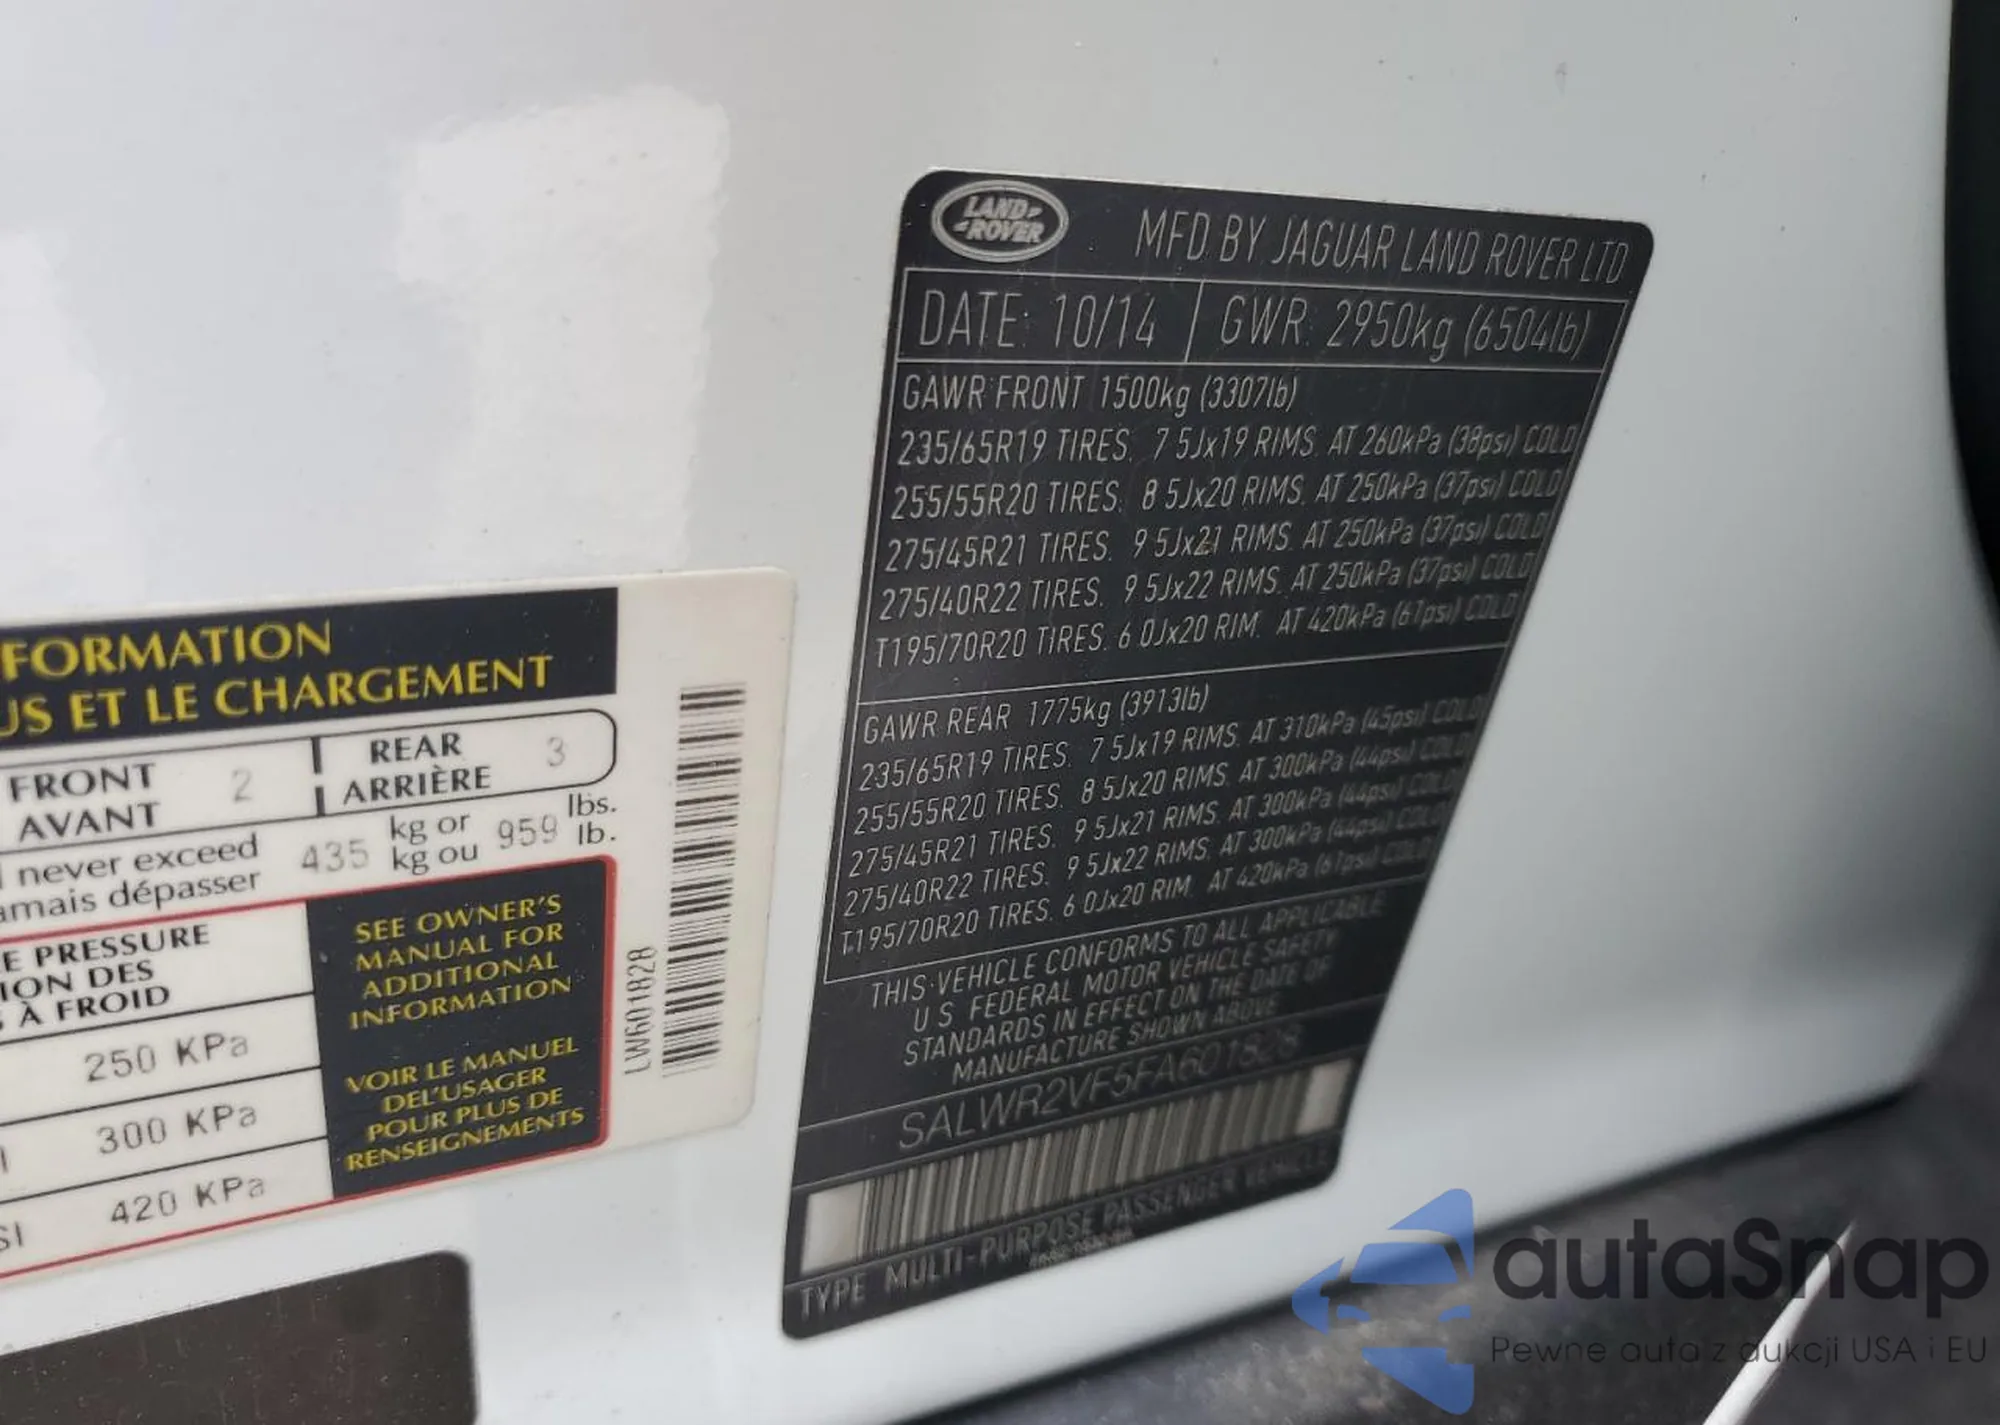 FORMATION
US ET LE CHARGEMENT
FRONT
AVANT
2
REAR
ARRIÈRE
3
never exceed
amais dépasser
435
kg or
kg ou
959
lbs.
lb.
E PRESSURE
ION DES
À FROID
250 KPa
300 KPa
SI 420 KPa
SEE OWNER'S
MANUAL FOR
ADDITIONAL
INFORMATION
VOIR LE MANUEL
DEL'USAGER
POUR PLUS DE
RENSEIGNEMENTS
LW601828
LAND
ROVER
MFD BY JAGUAR LAND ROVER LTD
DATE: 10/14 GWR. 2950kg (6504lb)
GAWR FRONT 1500kg (3307lb)
235/65R19 TIRES. 7 5Jx19 RIMS. AT 260kPa (38psi) COLD
255/55R20 TIRES. 8 5Jx20 RIMS. AT 250kPa (37psi) COLD
275/45R21 TIRES. 9 5Jx21 RIMS. AT 250kPa (37psi) COLD
275/40R22 TIRES. 9 5Jx22 RIMS. AT 250kPa (37psi) COLD
T195/70R20 TIRES. 6 0Jx20 RIM. AT 420kPa (61psi) COLD
GAWR REAR 1775kg (3913lb)
235/65R19 TIRES. 7 5Jx19 RIMS. AT 310kPa (45psi) COLD
255/55R20 TIRES. 8 5Jx20 RIMS. AT 300kPa (44psi) COLD
275/45R21 TIRES. 9 5Jx21 RIMS. AT 300kPa (44psi) COLD
275/40R22 TIRES. 9 5Jx22 RIMS. AT 300kPa (44psi) COLD
T195/70R20 TIRES. 6 0Jx20 RIM. AT 420kPa (61psi) COLD
THIS VEHICLE CONFORMS TO ALL APPLICABLE
U S FEDERAL MOTOR VEHICLE SAFETY
STANDARDS IN EFFECT ON THE DATE OF
MANUFACTURE SHOWN ABOVE
SALWR2VF5FA601828
TYPE MULTI-PURPOSE PASSENGER VEHICLE
autaSnap
Pewne auta z aukcji USA i EU